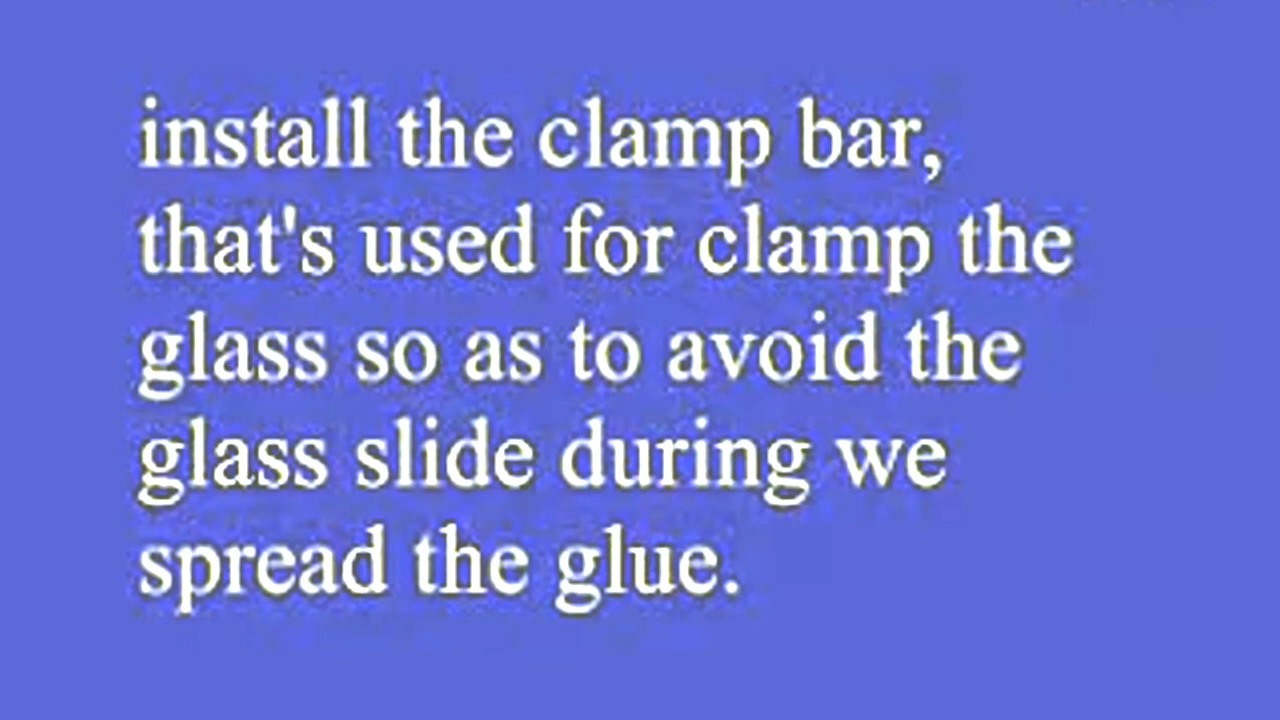 install the clamp bar,
that's used for clamp the
glass so as to avoid the
glass slide during we
spread the glue.